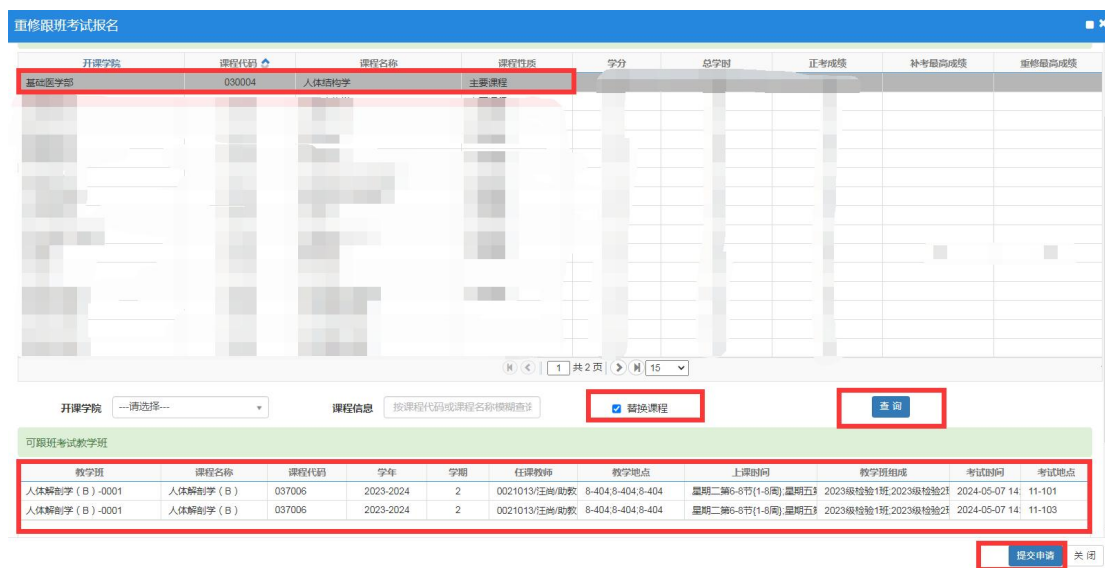 重修跟班考试报名
开课学院 课程代码 课程名称 课程性质 学分 总学时 正考成绩 补考最高成绩 重修最高成绩
基础医学部 030004 人体结构学 主要课程
1 共2页 15
开课学院 ---请选择--- 课程信息 按课程代码或课程名称模糊查询 替换课程 查询
可跟班考试教学班
教学班 课程名称 课程代码 学年 学期 任课教师 教学地点 上课时间 教学班组成 考试时间 考试地点
人体解剖学(B)-0001 人体解剖学(B) 037006 2023-2024 2 0021013/汪尚/助教 8-404;8-404;8-404 星期二第6-8节{1-8周};星期五第 2023级检验1班;2023级检验2班 2024-05-07 14: 11-101
人体解剖学(B)-0001 人体解剖学(B) 037006 2023-2024 2 0021013/汪尚/助教 8-404;8-404;8-404 星期二第6-8节{1-8周};星期五第 2023级检验1班;2023级检验2班 2024-05-07 14: 11-103
提交申请 关闭